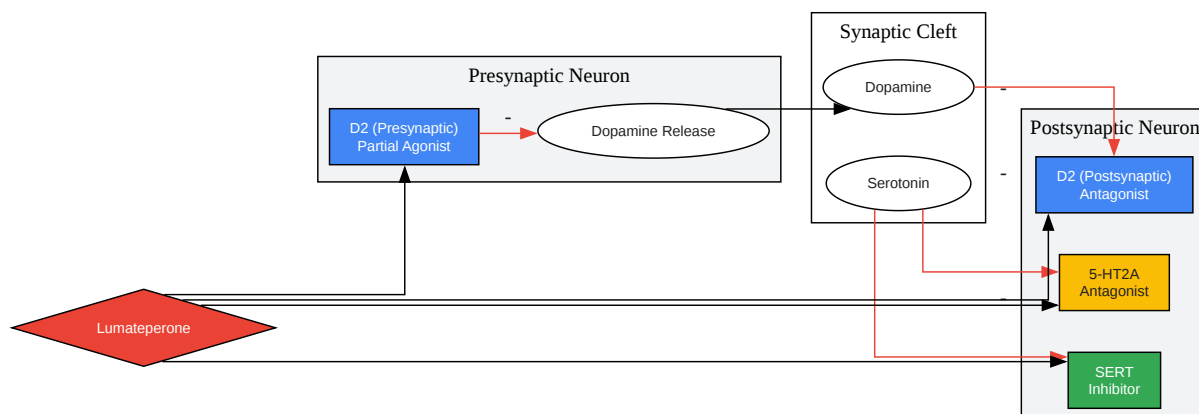 Synaptic Cleft
Presynaptic Neuron
Dopamine
-
D2 (Presynaptic)
Partial Agonist
-
Dopamine Release
Postsynaptic Neuron
Serotonin
-
D2 (Postsynaptic)
Antagonist
5-HT2A
Antagonist
-
Lumateperone
SERT
Inhibitor